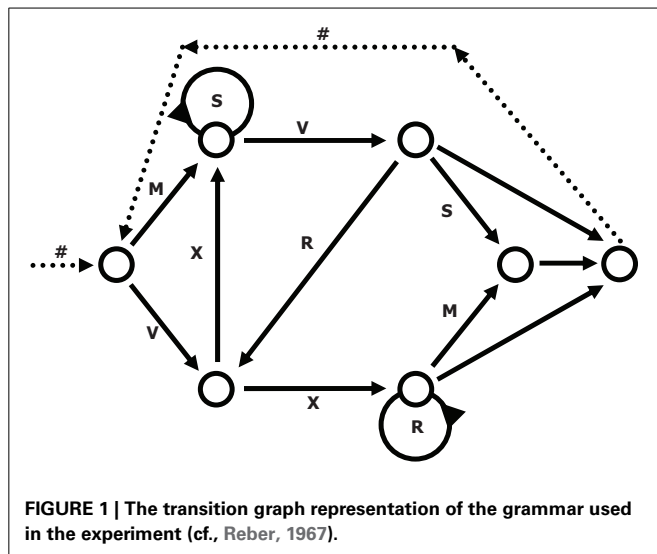 #
S
V
M
S
R
X
#
M
V
X
R
FIGURE 1 | The transition graph representation of the grammar used
in the experiment (cf., Reber, 1967).